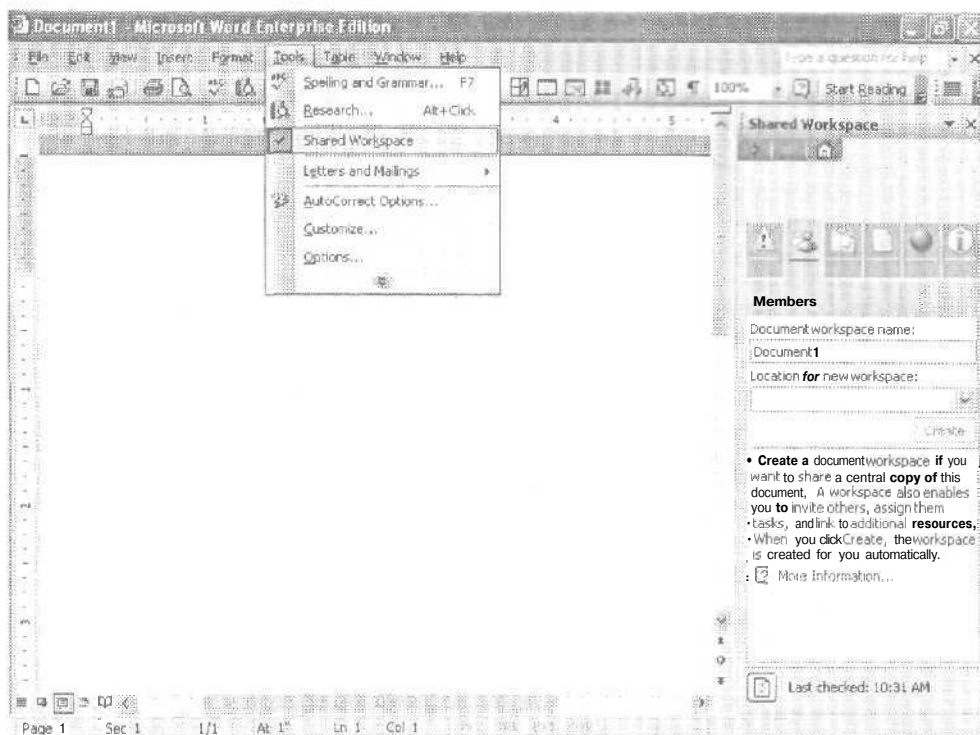 Document1 - Microsoft Word Enterprise Edition
File Edit View Insert Format Tools Table Window Help
Type a question for help
100% Start Reading
Spelling and Grammar... F7
Research... Alt+Click
Shared Workspace
Letters and Mailings
AutoCorrect Options...
Customize...
Options...
1 4 5
Shared Workspace
Members
Document workspace name:
Document1
Location for new workspace:
Create
• Create a document workspace if you
want to share a central copy of this
document, A workspace also enables
you to invite others, assign them
tasks, and link to additional resources,
When you click Create, the workspace
is created for you automatically.
More Information...
Last checked: 10:31 AM
Page 1 Sec 1 1/1 At 1" Ln 1 Col 1